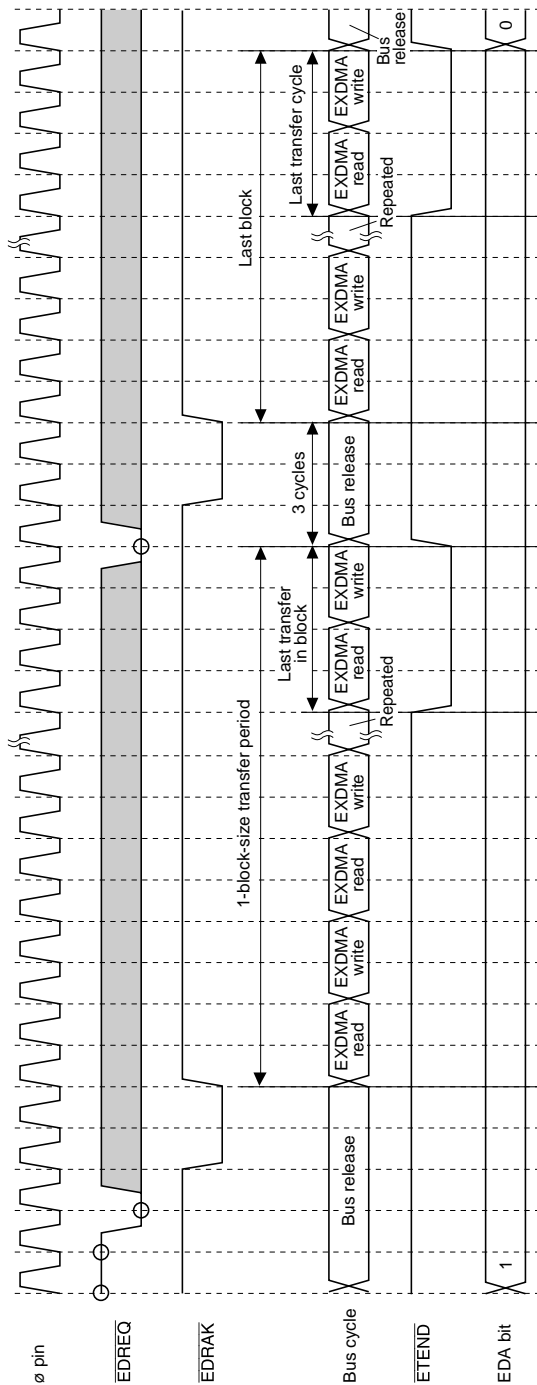 ø pin
EDREQ
EDRAK
1-block-size transfer period
Last transfer
in block
3 cycles
Last block
Last transfer cycle
Bus cycle
Bus release
EXDMA
read
EXDMA
write
EXDMA
read
EXDMA
write
Repeated
EXDMA
read
EXDMA
write
Bus release
EXDMA
read
EXDMA
write
Repeated
EXDMA
read
EXDMA
write
Bus
release
ETEND
EDA bit
1
0